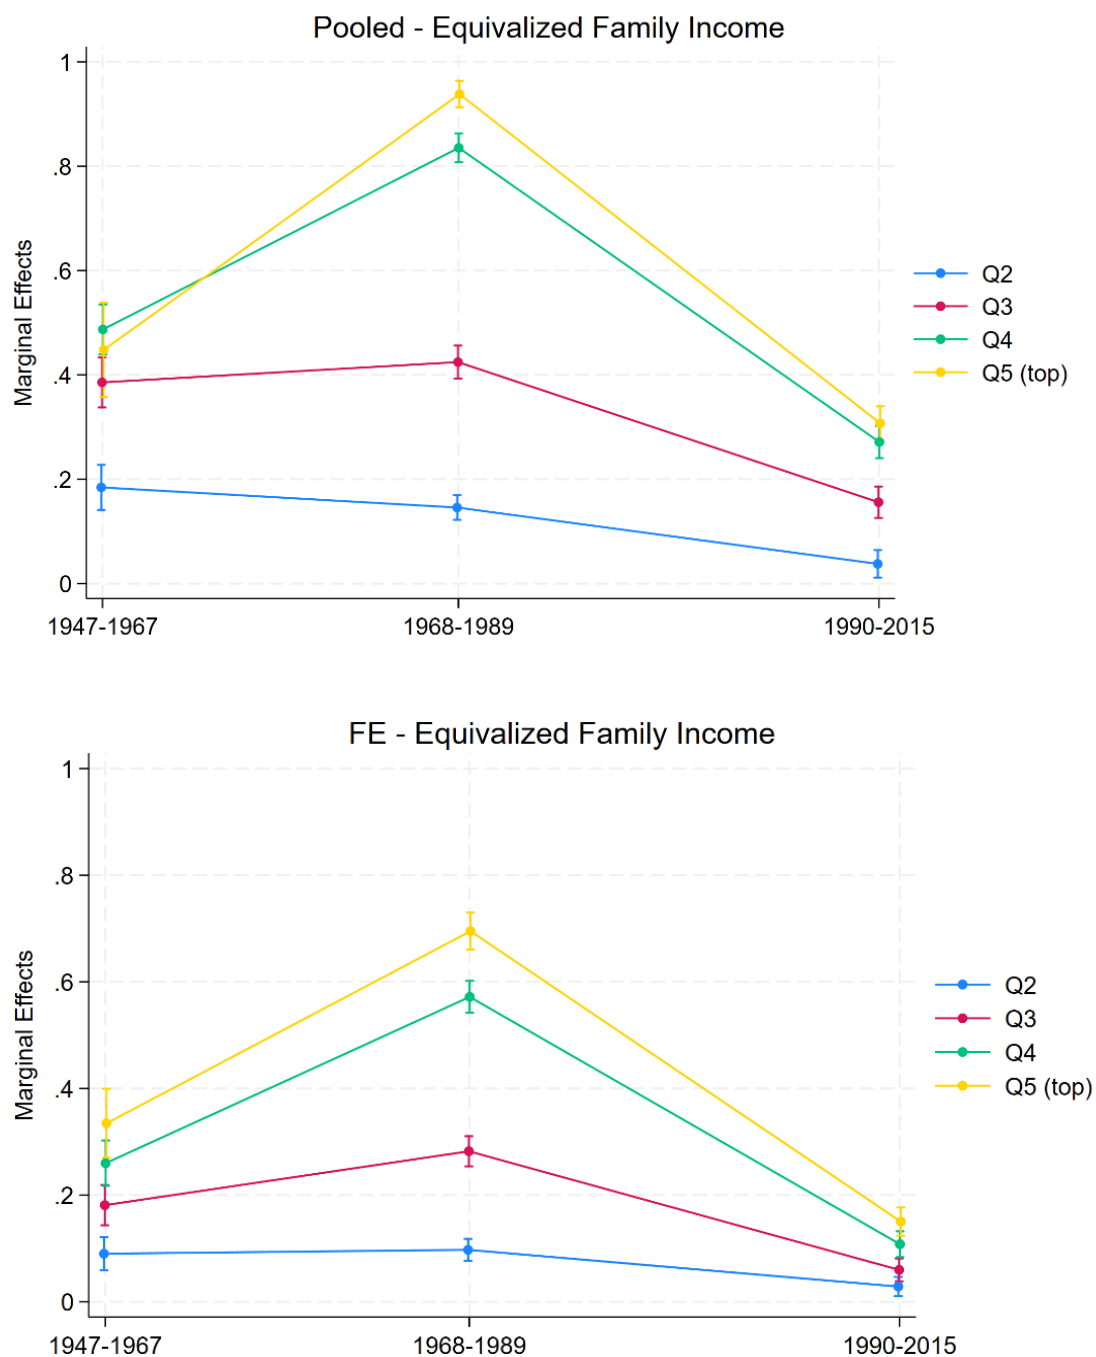 Pooled - Equivalized Family Income
Marginal Effects
1
.8
.6
.4
.2
0
1947-1967
1968-1989
1990-2015
Q2
Q3
Q4
Q5 (top)
FE - Equivalized Family Income
Marginal Effects
1
.8
.6
.4
.2
0
1947-1967
1968-1989
1990-2015
Q2
Q3
Q4
Q5 (top)